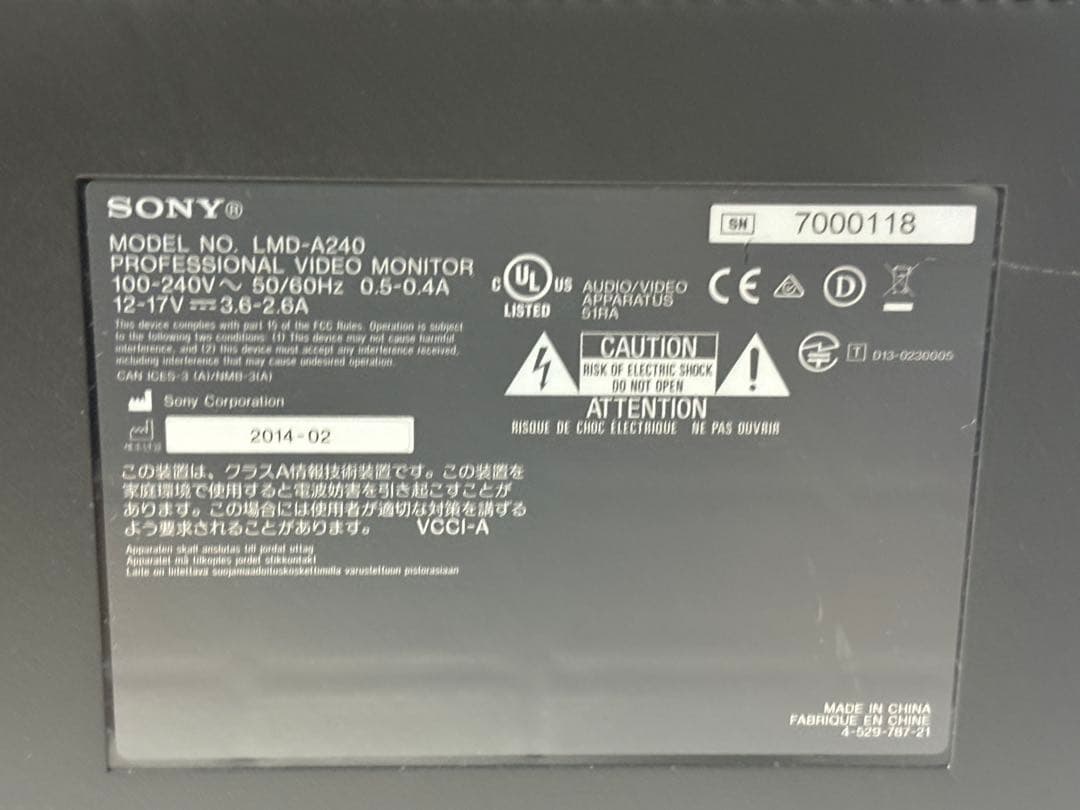 SONY®
SN 7000118
MODEL NO. LMD-A240
PROFESSIONAL VIDEO MONITOR
100-240V ~ 50/60Hz 0.5-0.4A
12-17V ⎓ 3.6-2.6A
This device complies with part 15 of the FCC Rules. Operation is subject
to the following two conditions: (1) This device may not cause harmful
interference, and (2) this device must accept any interference received,
including interference that may cause undesired operation.
CAN ICES-3 (A)/NMB-3(A)
Sony Corporation
2014-02
C UL US
LISTED
AUDIO/VIDEO
APPARATUS
S1RA
CE
D
T D13-0230005
CAUTION
RISK OF ELECTRIC SHOCK
DO NOT OPEN
ATTENTION
RISQUE DE CHOC ELECTRIQUE NE PAS OUVRIR
この装置は、クラスA情報技術装置です。この装置を
家庭環境で使用すると電波妨害を引き起こすことが
あります。この場合には使用者が適切な対策を講ずる
よう要求されることがあります。 VCCI-A
Apparaten skall anslutas till jordat uttag
Apparatet må tilkoples jordet stikkontakt
Laite on liitettävä suojamaadoituskoskettimilla varustettuun pistorasiaan
MADE IN CHINA
FABRIQUE EN CHINE
4-529-787-21